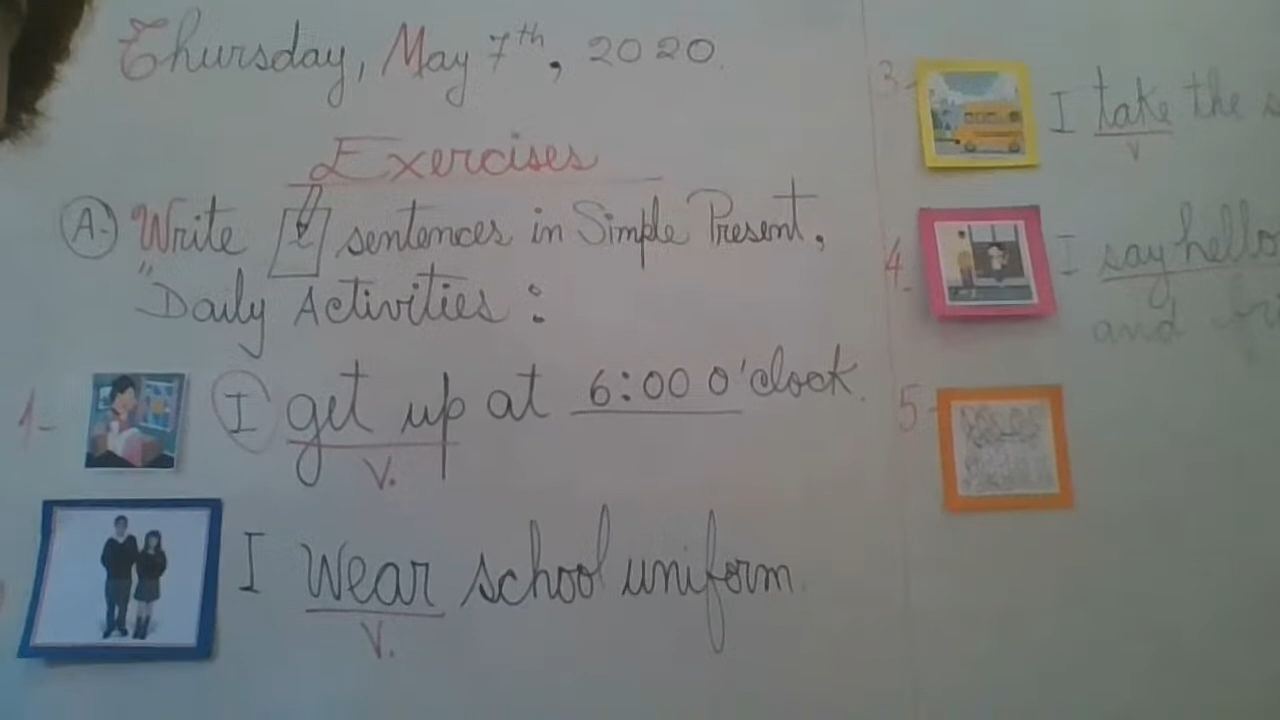 Thursday, May 7th, 2020.
Exercises
A. Write sentences in Simple Present,
"Daily Activities:
1- I get up at 6:00 o'clock.
V.
I wear school uniform.
V.
3- I take the
V
4. I say hello
and
5-